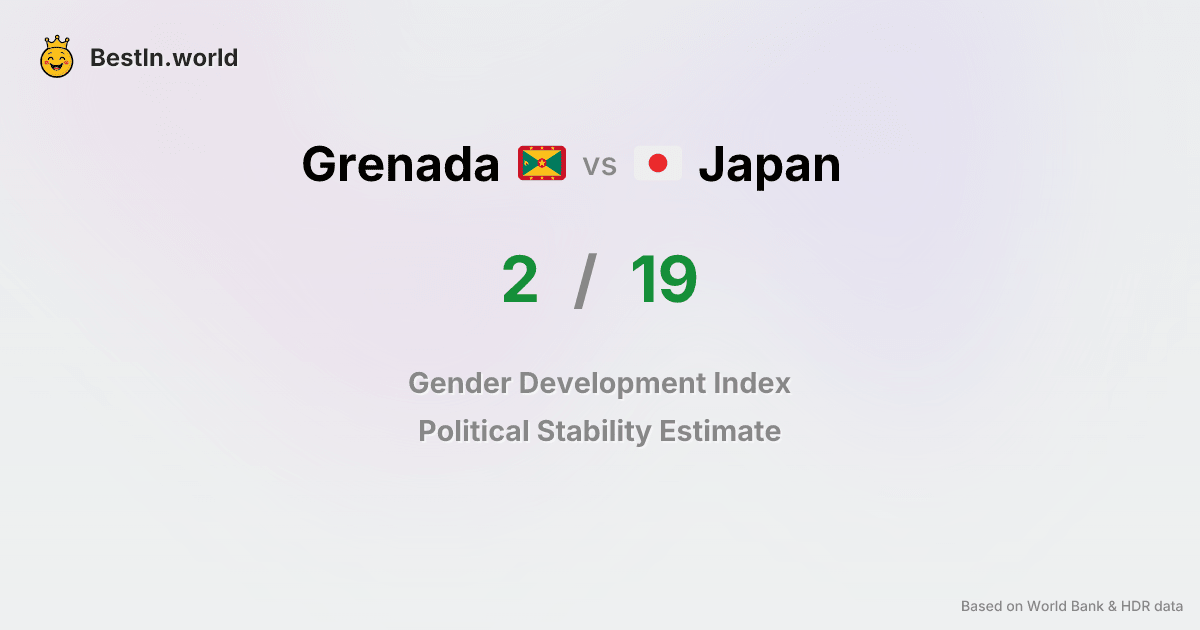 BestIn.world
Grenada vs Japan
2 / 19
Gender Development Index
Political Stability Estimate
Based on World Bank & HDR data